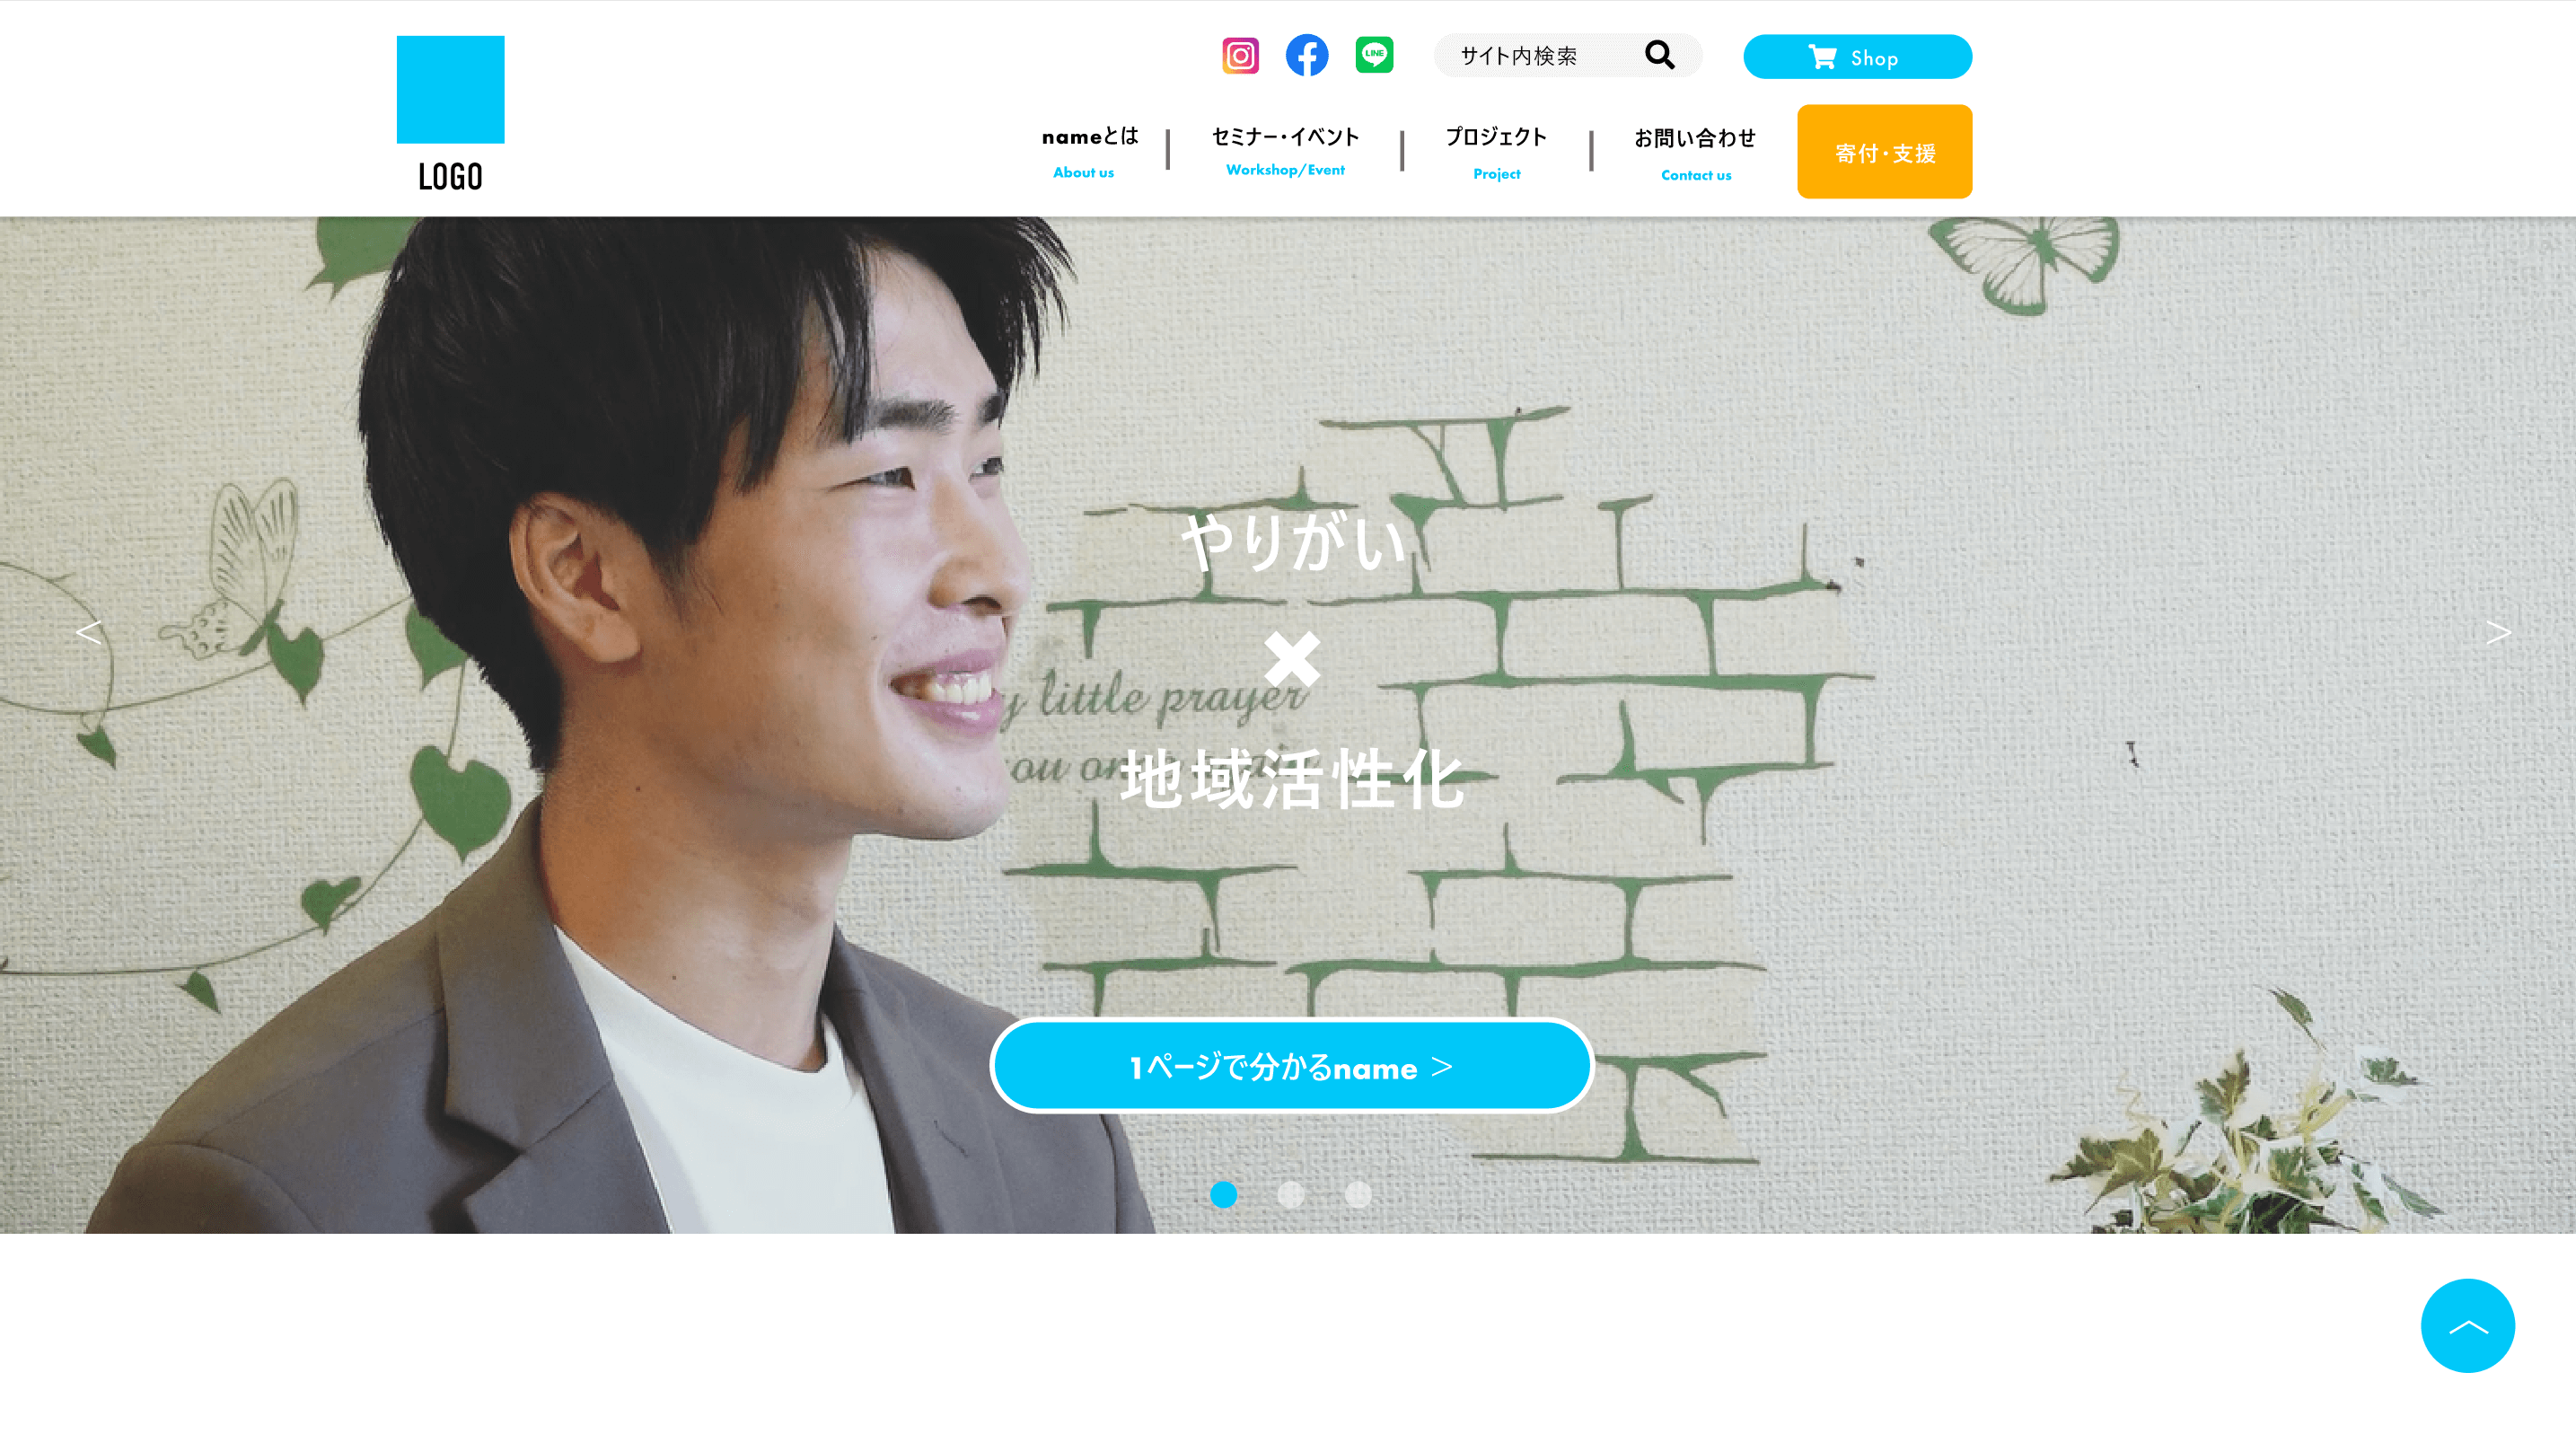 LOGO
LINE
サイト内検索
Shop
nameとは
About us
セミナー・イベント
Workshop/Event
プロジェクト
Project
お問い合わせ
Contact us
寄付・支援
やりがい
×
little prayer
地域活性化
1ページで分かるname >